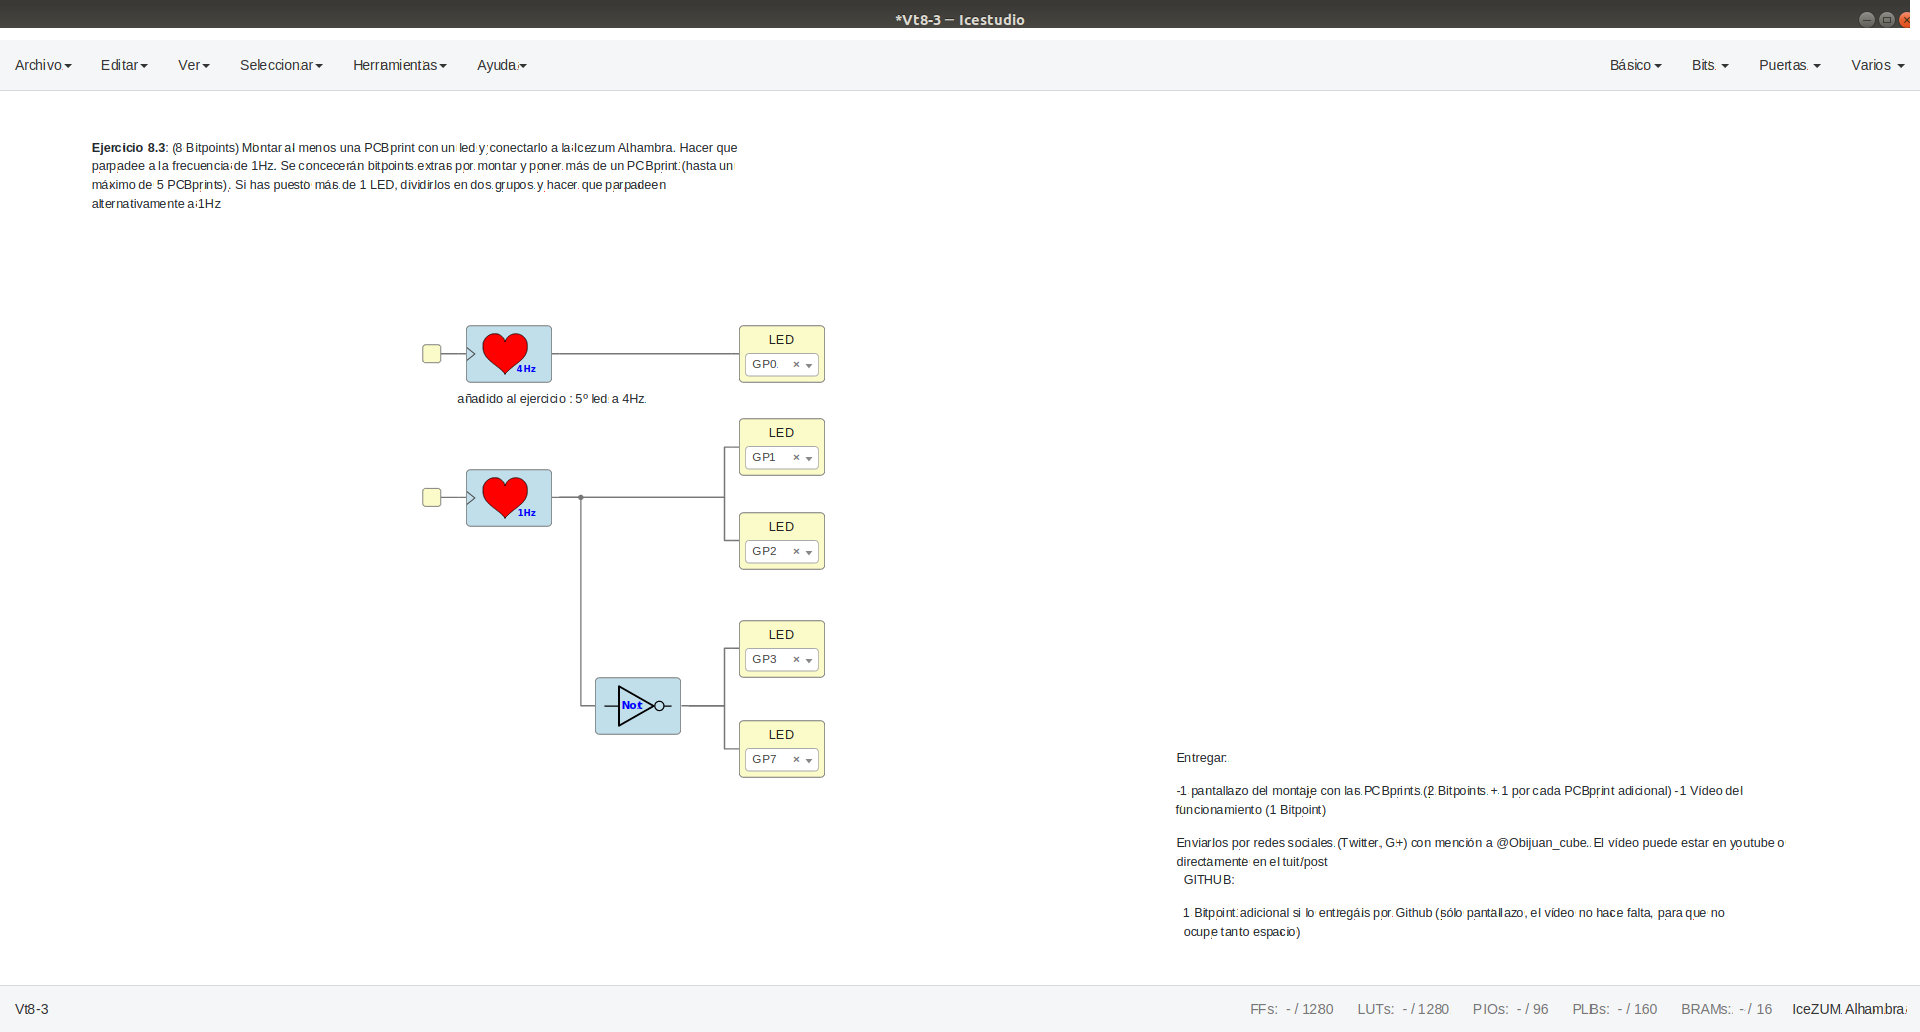 *Vt8-3 – Icestudio
Archivo Editar Ver Seleccionar Herramientas Ayuda Básico Bits Puertas Varios
Ejercicio 8.3: (8 Bitpoints) Montar al menos una PCBprint con un led y conectarlo a la Icezum Alhambra. Hacer que
parpadee a la frecuencia de 1Hz. Se concecerán bitpoints extras por montar y poner más de un PCBprint (hasta un
máximo de 5 PCBprints). Si has puesto más de 1 LED, dividirlos en dos grupos y hacer que parpadeen
alternativamente a 1Hz
LED
GP0
4Hz
añadido al ejercicio : 5º led a 4Hz.
LED
GP1
1Hz
LED
GP2
LED
GP3
Not
LED
GP7
Entregar:
-1 pantallazo del montaje con las PCBprints (2 Bitpoints + 1 por cada PCBprint adicional) -1 Vídeo del
funcionamiento (1 Bitpoint)
Enviarlos por redes sociales (Twitter, G+) con mención a @Obijuan_cube. El vídeo puede estar en youtube o
directamente en el tuit/post
GITHUB:
1 Bitpoint adicional si lo entregáis por Github (sólo pantallazo, el vídeo no hace falta, para que no
ocupe tanto espacio)
Vt8-3 FFs: - / 1280 LUTs: - / 1280 PIOs: - / 96 PLBs: - / 160 BRAMs: - / 16 IceZUM Alhambra